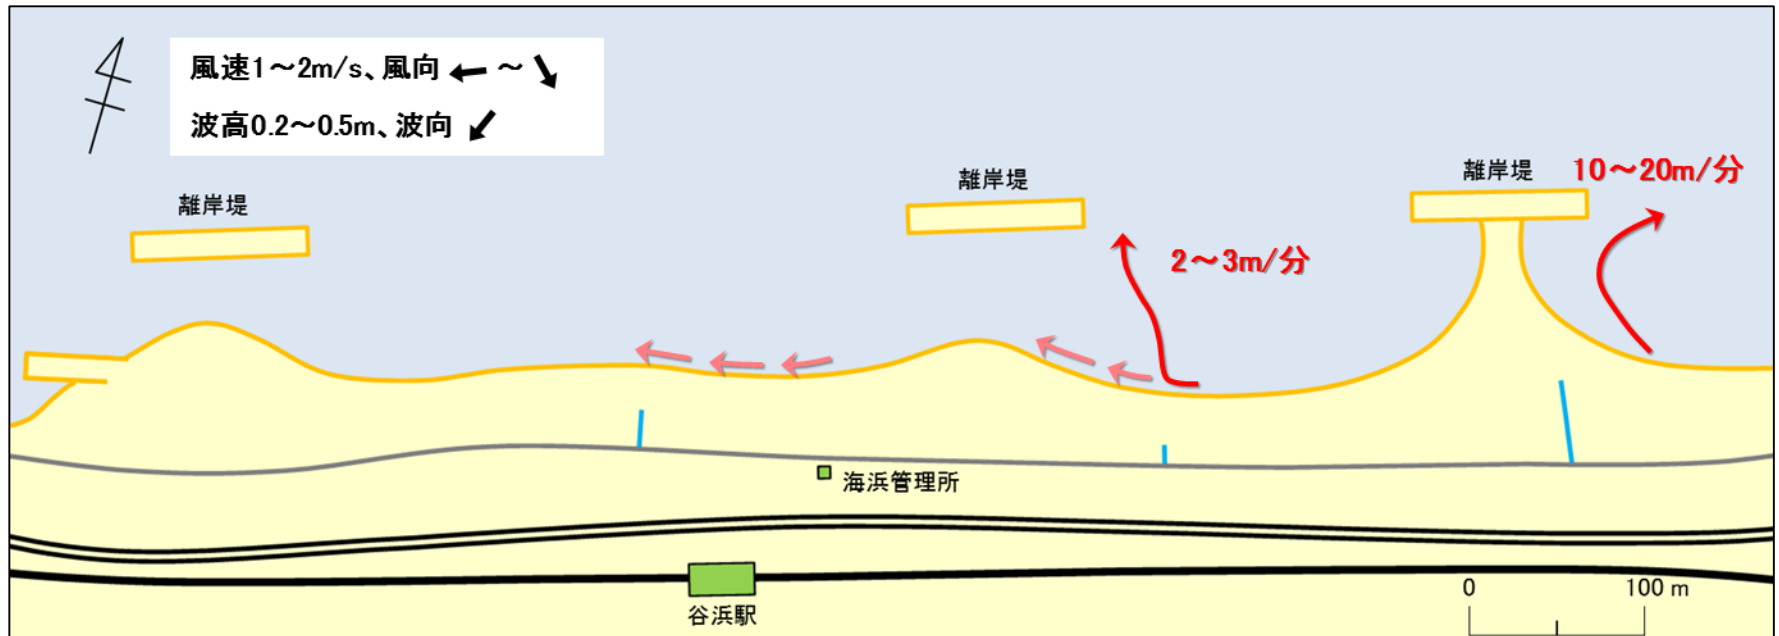 風速1～2m/s、風向 ～
波高0.2～0.5m、波向
離岸堤
離岸堤
離岸堤
10～20m/分
2～3m/分
海浜管理所
谷浜駅
0
100 m